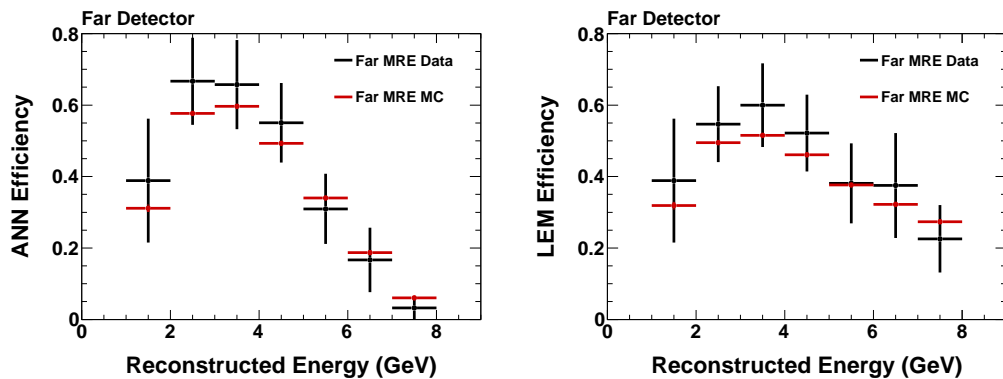 Far Detector
0.8
0.6
0.4
0.2
0
ANN Efficiency
Far MRE Data
Far MRE MC
0 2 4 6 8
Reconstructed Energy (GeV)
Far Detector
0.8
0.6
0.4
0.2
0
LEM Efficiency
Far MRE Data
Far MRE MC
0 2 4 6 8
Reconstructed Energy (GeV)